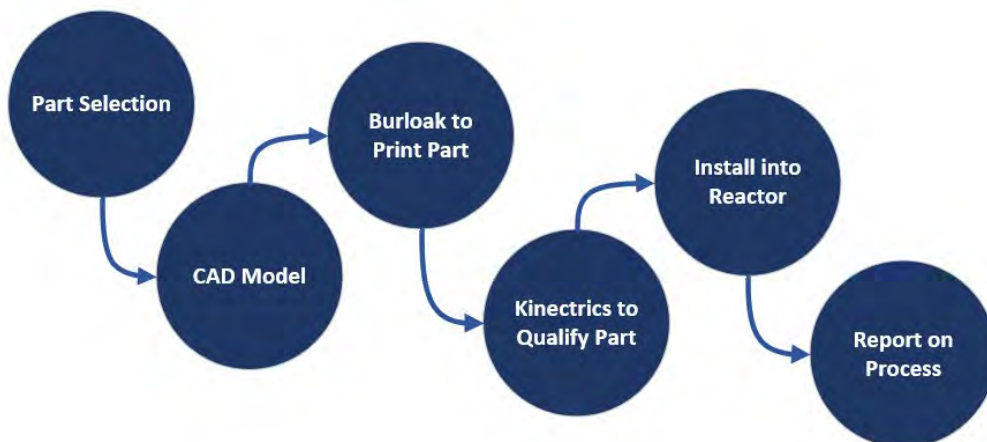 Part Selection
CAD Model
Burloak to
Print Part
Kinectrics to
Qualify Part
Install into
Reactor
Report on
Process